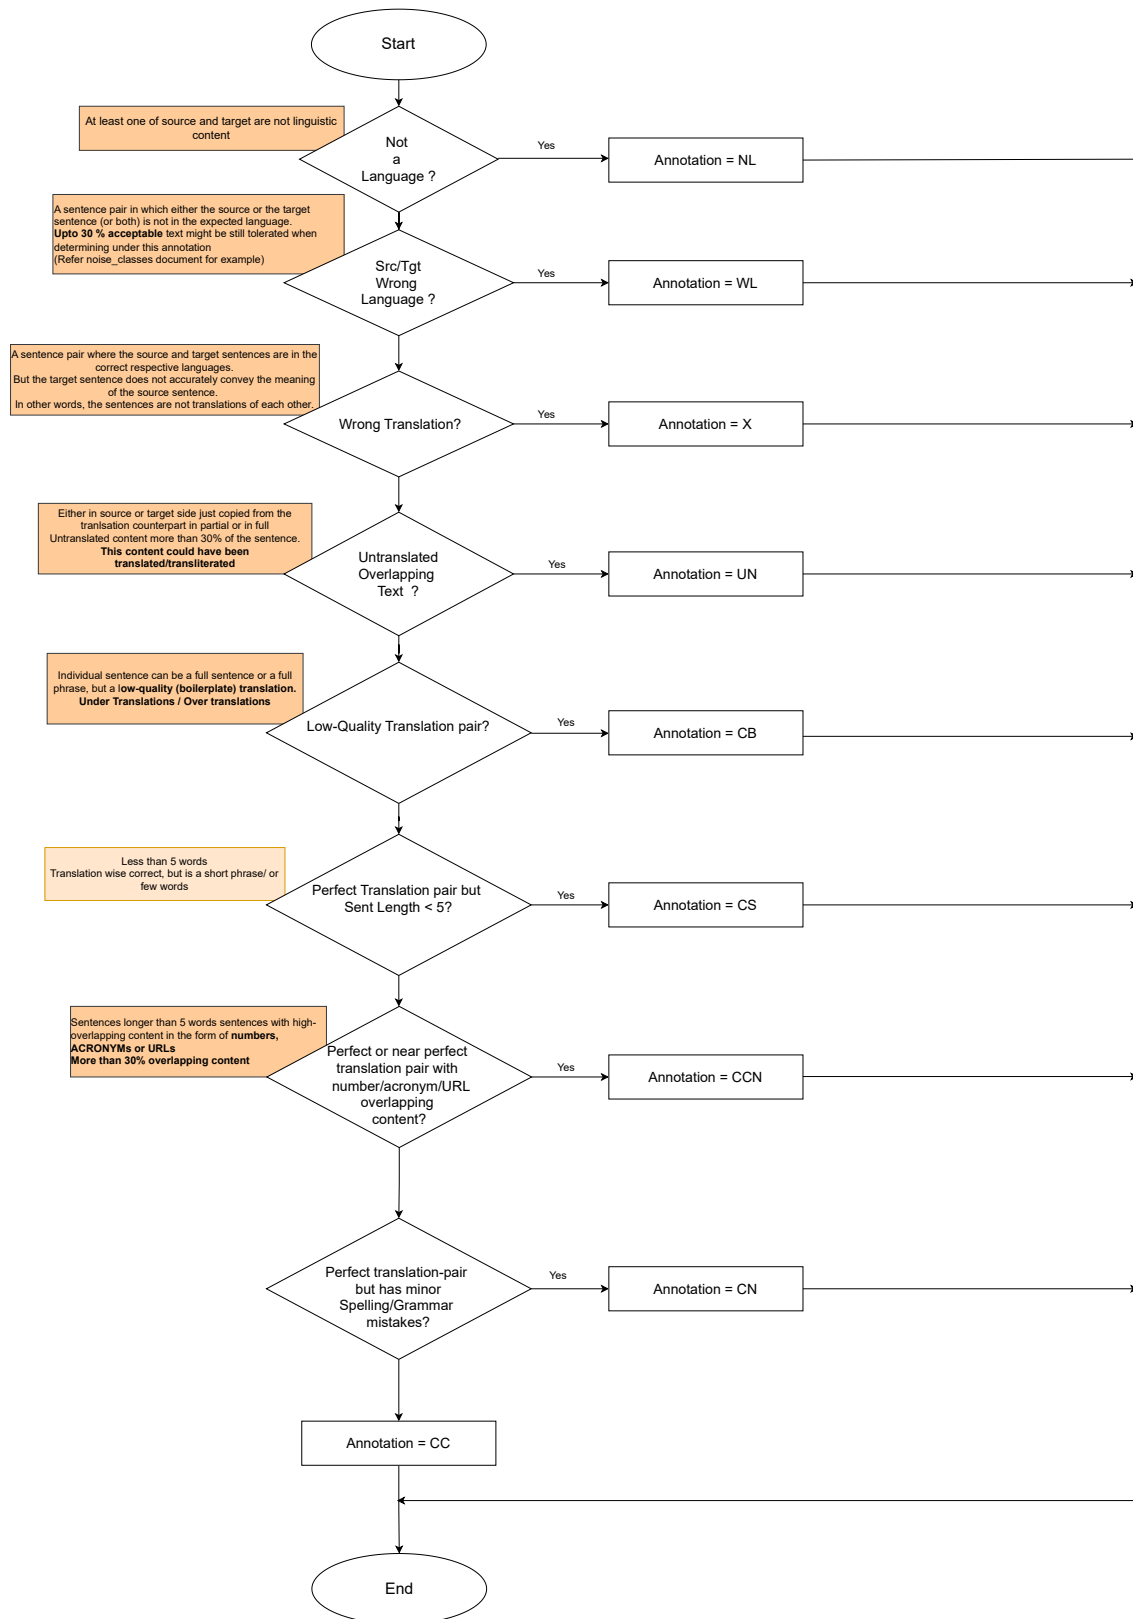 Start
At least one of source and target are not linguistic
content
Not
a
Language ?
Yes
Annotation = NL
A sentence pair in which either the source or the target
sentence (or both) is not in the expected language.
Upto 30 % acceptable text might be still tolerated when
determining under this annotation
(Refer noise_classes document for example)
Src/Tgt
Wrong
Language ?
Yes
Annotation = WL
A sentence pair where the source and target sentences are in the
correct respective languages.
But the target sentence does not accurately convey the meaning
of the source sentence.
In other words, the sentences are not translations of each other.
Wrong Translation?
Yes
Annotation = X
Either in source or target side just copied from the
tranlsation counterpart in partial or in full
Untranslated content more than 30% of the sentence.
This content could have been
translated/transliterated
Untranslated
Overlapping
Text ?
Yes
Annotation = UN
Individual sentence can be a full sentence or a full
phrase, but a low-quality (boilerplate) translation.
Under Translations / Over translations
Low-Quality Translation pair?
Yes
Annotation = CB
Less than 5 words
Translation wise correct, but is a short phrase/ or
few words
Perfect Translation pair but
Sent Length < 5?
Yes
Annotation = CS
Sentences longer than 5 words sentences with high-
overlapping content in the form of numbers,
ACRONYMs or URLs
More than 30% overlapping content
Perfect or near perfect
translation pair with
number/acronym/URL
overlapping
content?
Yes
Annotation = CCN
Perfect translation-pair
but has minor
Spelling/Grammar
mistakes?
Yes
Annotation = CN
Annotation = CC
End